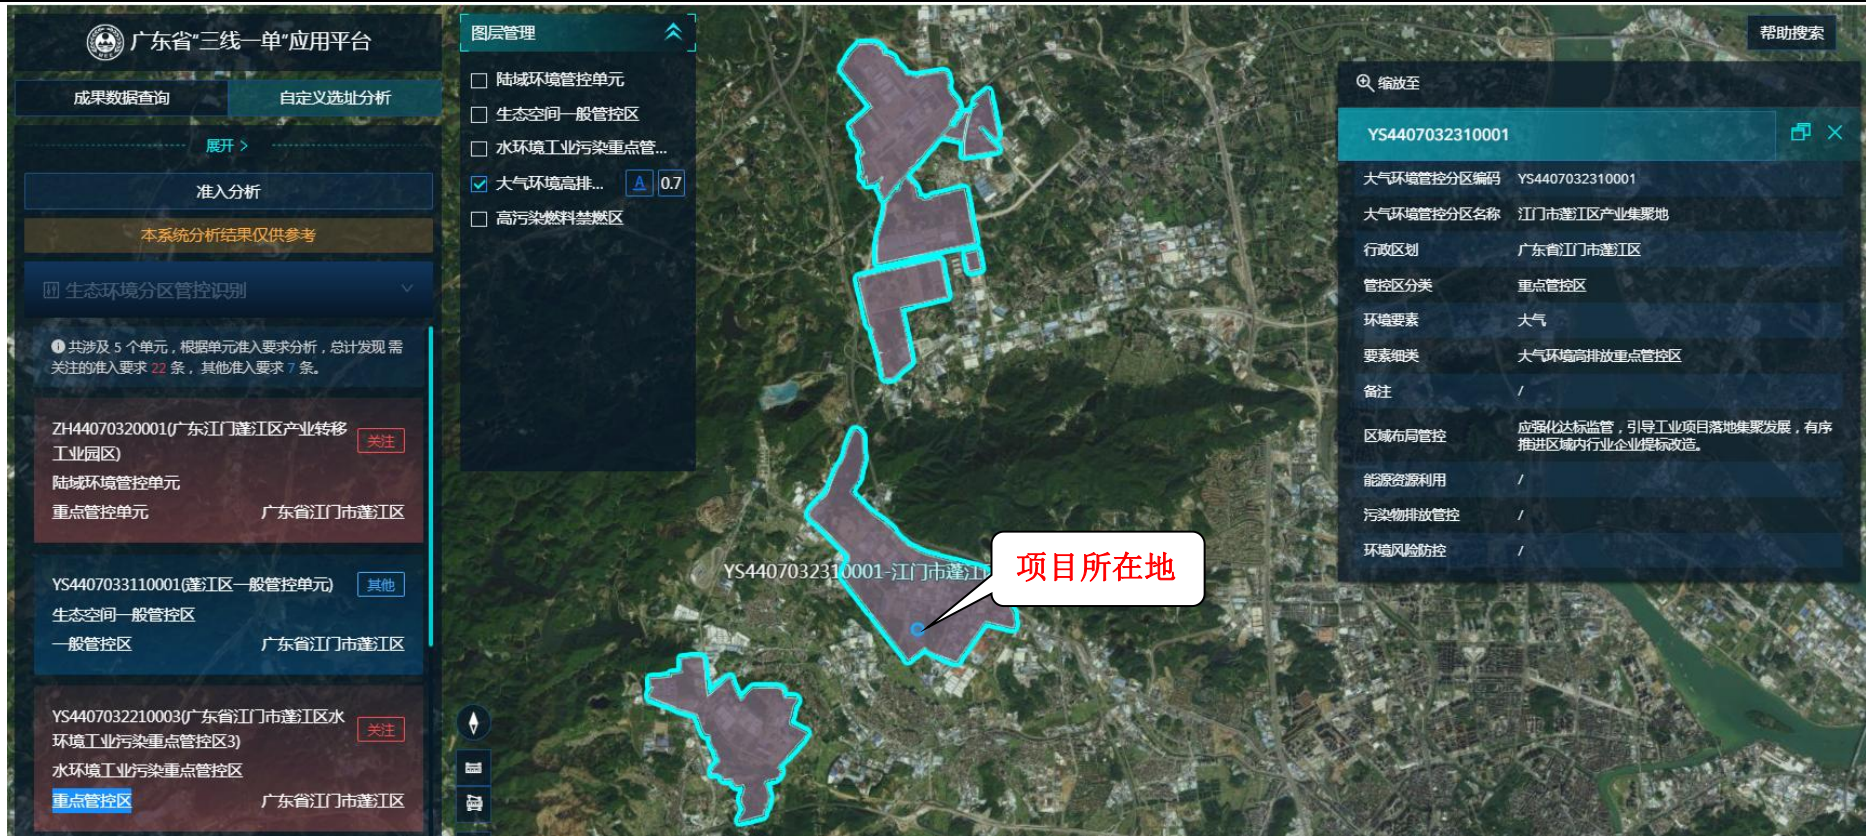 广东省"三线一单"应用平台
成果数据查询
自定义选址分析
展开 >
准入分析
本系统分析结果仅供参考
生态环境分区管控识别
共涉及 5 个单元，根据单元准入要求分析，总计发现 需
关注的准入要求 22 条，其他准入要求 7 条。
ZH44070320001(广东江门蓬江区产业转移
工业园区)
关注
陆域环境管控单元
重点管控单元
广东省江门市蓬江区
YS4407033110001(蓬江区一般管控单元)
其他
生态空间一般管控区
一般管控区
广东省江门市蓬江区
YS4407032210003(广东省江门市蓬江区水
环境工业污染重点管控区3)
关注
水环境工业污染重点管控区
重点管控区
广东省江门市蓬江区
图层管理
陆域环境管控单元
生态空间一般管控区
水环境工业污染重点管...
大气环境高排... A 0.7
高污染燃料禁燃区
YS4407032310001-江门市蓬江
项目所在地
帮助搜索
缩放至
YS4407032310001
大气环境管控分区编码 YS4407032310001
大气环境管控分区名称 江门市蓬江区产业集聚地
行政区划 广东省江门市蓬江区
管控区分类 重点管控区
环境要素 大气
要素细类 大气环境高排放重点管控区
备注 /
区域布局管控 应强化达标监管，引导工业项目落地集聚发展，有序
推进区域内行业企业提标改造。
能源资源利用 /
污染物排放管控 /
环境风险防控 /